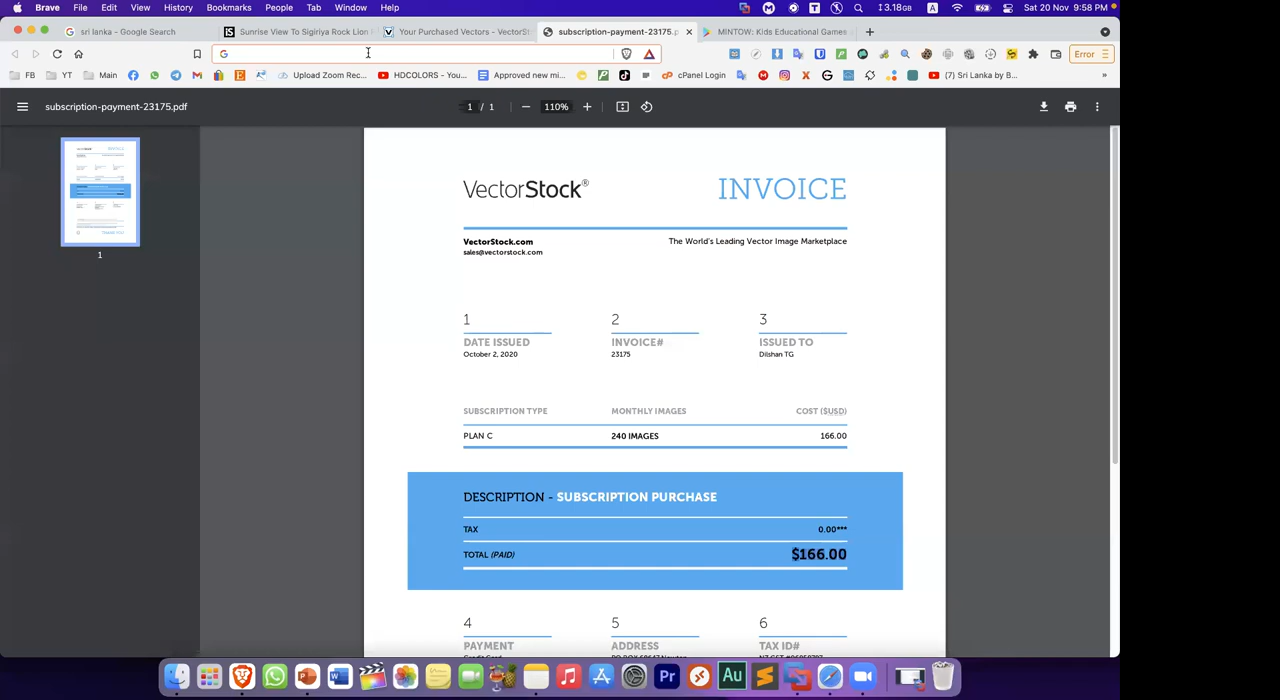 Brave File Edit View History Bookmarks People Tab Window Help 3.18GB A Sat 20 Nov 9:58 PM
sri lanka - Google Search Sunrise View To Sigiriya Rock Lion Your Purchased Vectors - VectorSt subscription-payment-23175.p MINTOW: Kids Educational Games
Error
FB YT Main Upload Zoom Rec... HDCOLORS - You... Approved new mi... cPanel Login (7) Sri Lanka by B... »
subscription-payment-23175.pdf 1 / 1 110%
VectorStock® INVOICE
VectorStock.com The World's Leading Vector Image Marketplace
sales@vectorstock.com
1 2 3
DATE ISSUED INVOICE# ISSUED TO
October 2, 2020 23175 Dilshan TG
1
SUBSCRIPTION TYPE MONTHLY IMAGES COST ($USD)
PLAN C 240 IMAGES 166.00
DESCRIPTION - SUBSCRIPTION PURCHASE
TAX 0.00***
TOTAL (PAID) $166.00
4 5 6
PAYMENT ADDRESS TAX ID#